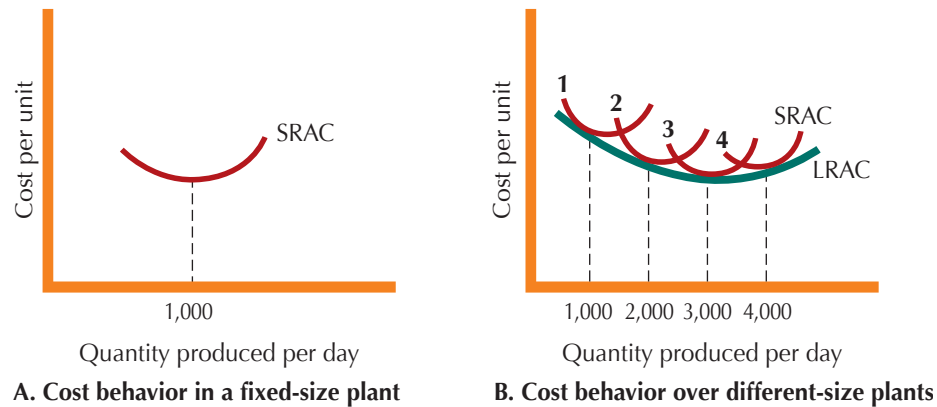 Cost per unit
SRAC
1,000
Quantity produced per day
A. Cost behavior in a fixed-size plant
Cost per unit
1
2
3
4
SRAC
LRAC
1,000 2,000 3,000 4,000
Quantity produced per day
B. Cost behavior over different-size plants